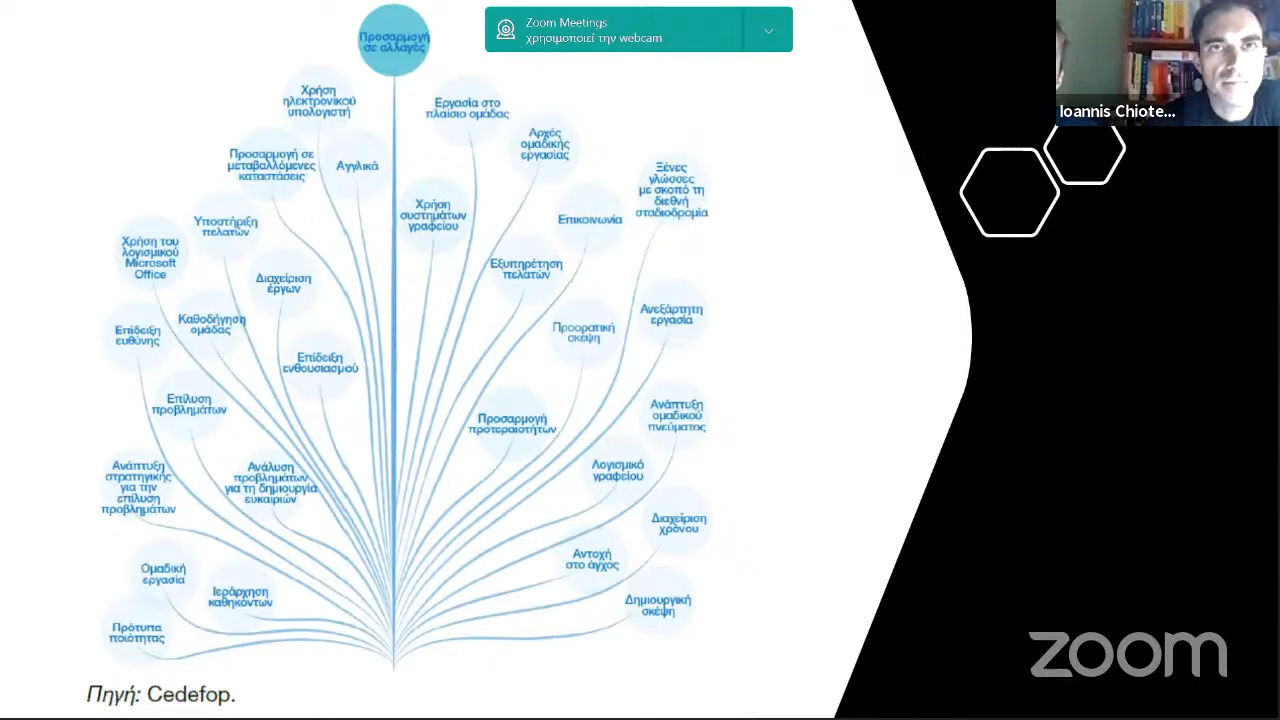 Προσαρμογή
σε αλλαγές
Zoom Meetings
χρησιμοποιεί την webcam
Ioannis Chiote...
Χρήση
ηλεκτρονικού
υπολογιστή
Εργασία στο
πλαίσιο ομάδας
Αρχές
ομαδικής
εργασίας
Προσαρμογή σε
μεταβαλλόμενες
καταστάσεις
Αγγλικά
Ξένες
γλώσσες
με σκοπό τη
διεθνή
σταδιοδρομία
Χρήση
συστημάτων
γραφείου
Επικοινωνία
Υποστήριξη
πελατών
Χρήση του
λογισμικού
Microsoft
Office
Διαχείριση
έργων
Εξυπηρέτηση
πελατών
Επίδειξη
ευθύνης
Καθοδήγηση
ομάδας
Προορατική
σκέψη
Ανεξάρτητη
εργασία
Επίδειξη
ενθουσιασμού
Επίλυση
προβλημάτων
Προσαρμογή
προτεραιοτήτων
Ανάπτυξη
ομαδικού
πνεύματος
Ανάπτυξη
στρατηγικής
για την
επίλυση
προβλημάτων
Ανάλυση
προβλημάτων
για τη δημιουργία
ευκαιριών
Λογισμικό
γραφείου
Διαχείριση
χρόνου
Ομαδική
εργασία
Ιεράρχηση
καθηκόντων
Αντοχή
στο άγχος
Δημιουργική
σκέψη
Πρότυπα
ποιότητας
Πηγή: Cedefop.
zoom